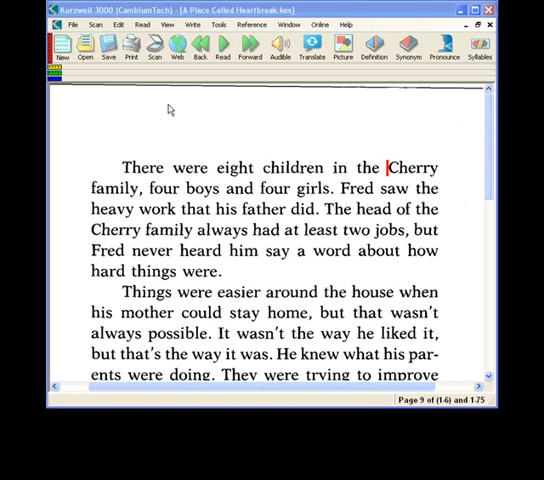 Kurzweil 3000 (CambiumTech) - [A Place Called Heartbreak.kes]
File Edit Read View Write Tools Reference Window Online Help
New Open Save Print Scan Web Back Read Forward Audible Translate Picture Definition Synonym Pronounce Syllables
There were eight children in the Cherry
family, four boys and four girls. Fred saw the
heavy work that his father did. The head of the
Cherry family always had at least two jobs, but
Fred never heard him say a word about how
hard things were.
Things were easier around the house when
his mother could stay home, but that wasn't
always possible. It wasn't the way he liked it,
but that's the way it was. He knew what his par-
ents were doing. They were trying to improve
Page 9 of (1-6) and 1-75